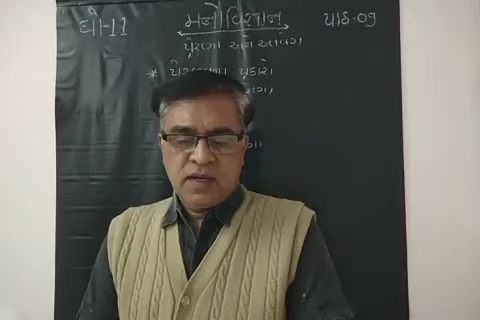 ધો-11 મનોવિજ્ઞાન પાઠ-09
પ્રેરણા અને આવેગ
* પ્રેરણાના પ્રકારો